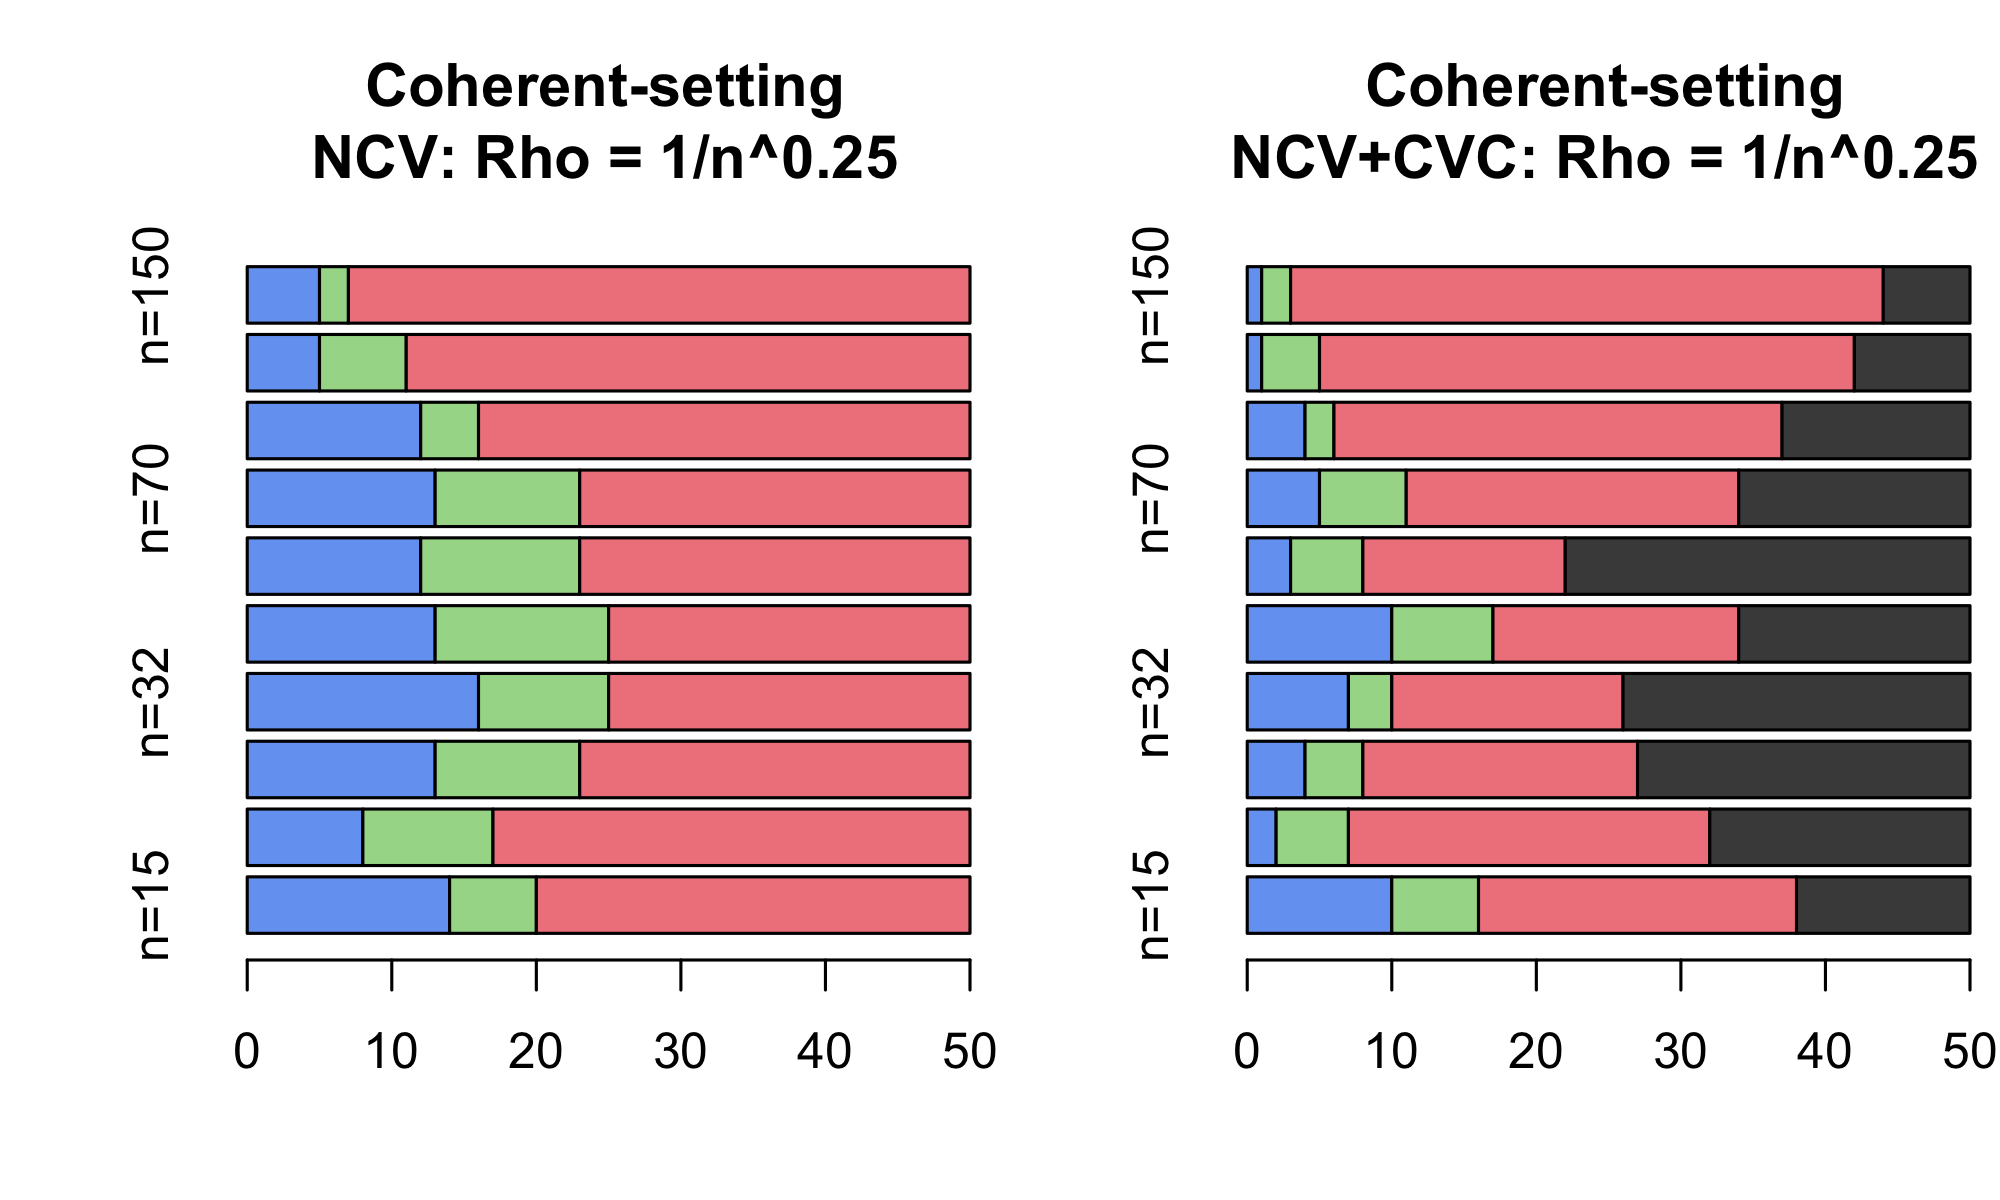 Coherent-setting
NCV: Rho = 1/n^0.25
n=150
n=70
n=32
n=15
0 10 20 30 40 50
Coherent-setting
NCV+CVC: Rho = 1/n^0.25
n=150
n=70
n=32
n=15
0 10 20 30 40 50